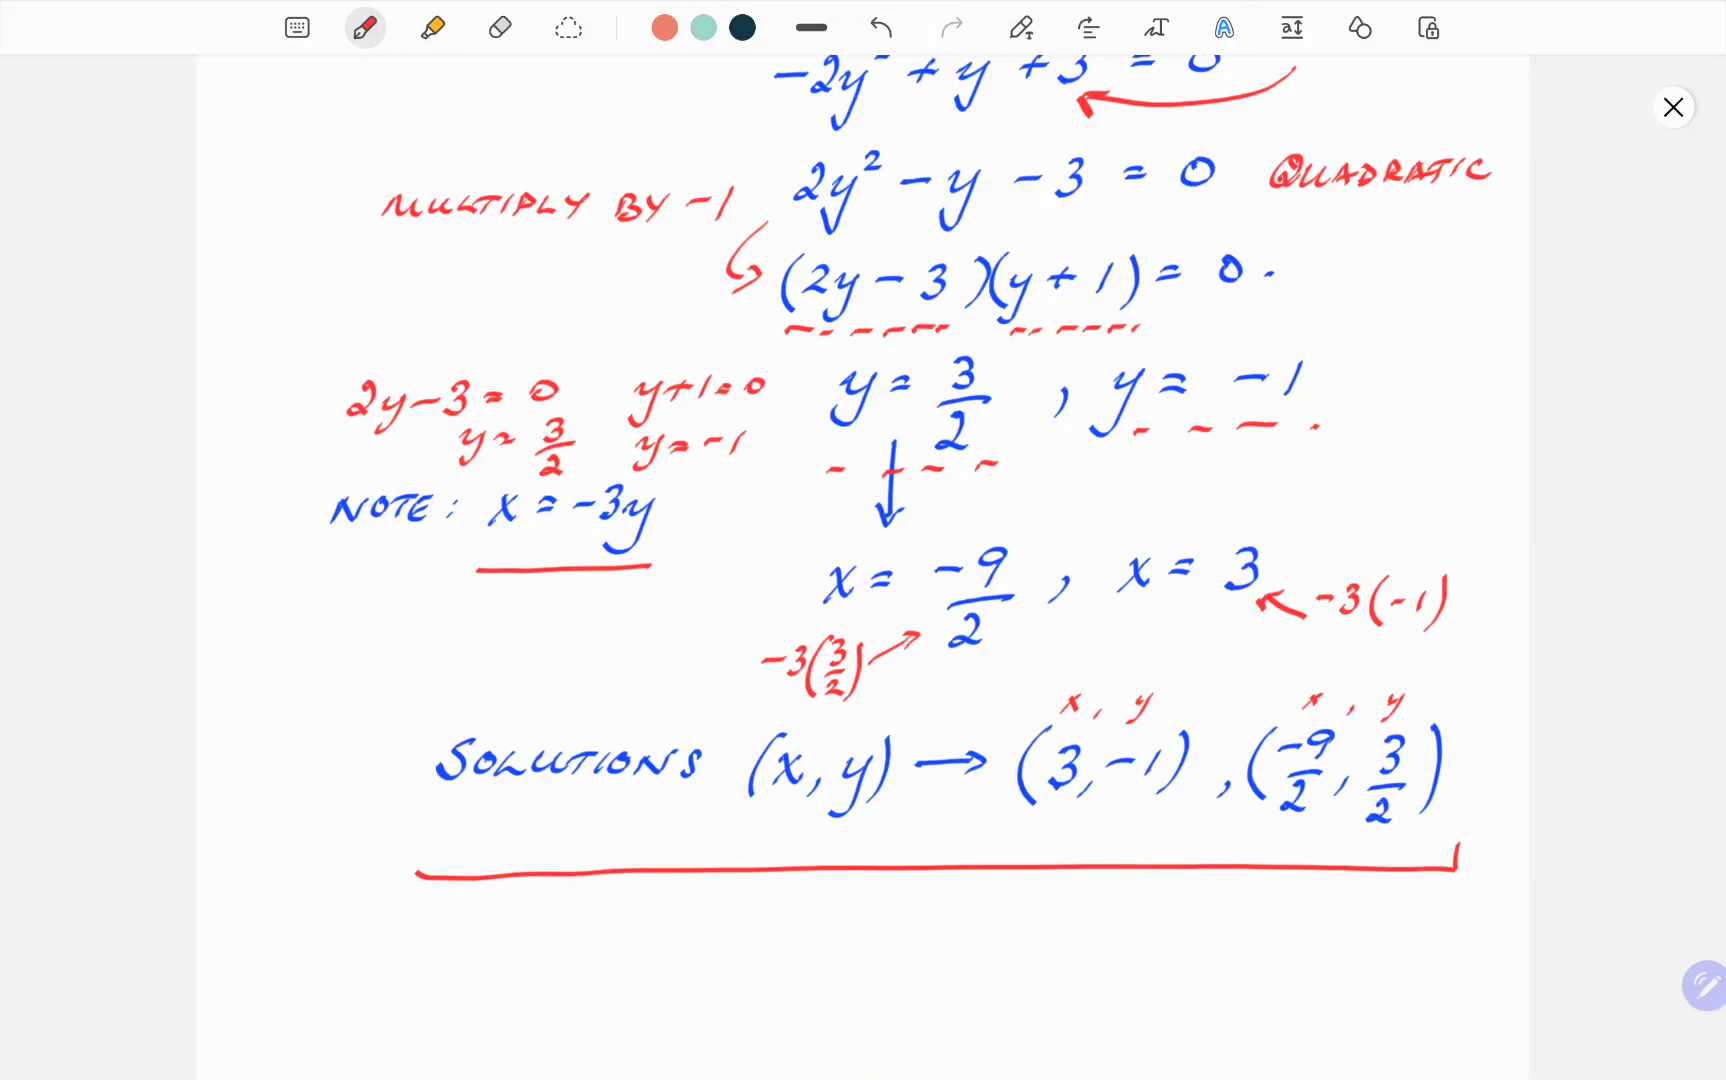 -2y² + y + 3 = 0
MULTIPLY BY -1 2y² - y - 3 = 0 QUADRATIC
(2y - 3)(y + 1) = 0.
2y-3=0 y+1=0 y = 3/2 , y = -1
y = 3/2 y = -1
NOTE: x = -3y
x = -9/2 , x = 3 -3(-1)
-3(3/2)
x, y x, y
SOLUTIONS (x, y) → (3, -1) , (-9/2, 3/2)